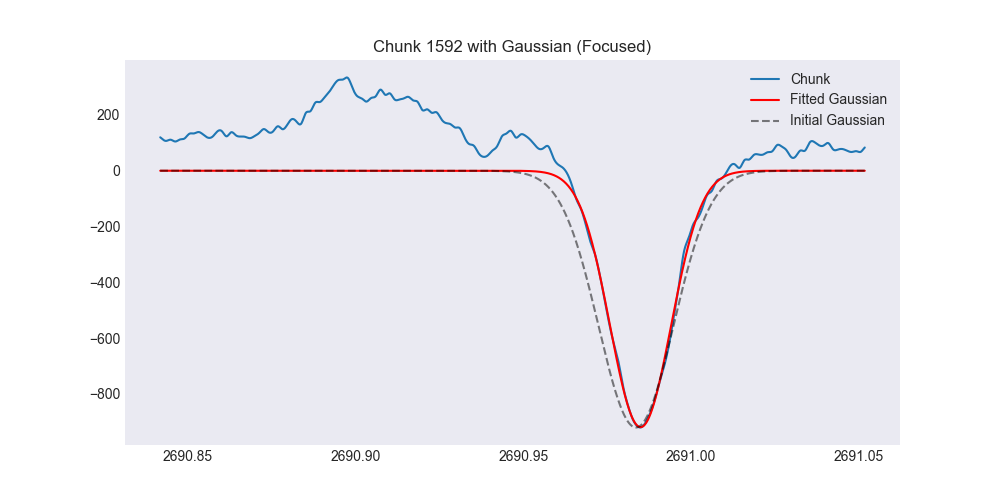 Chunk 1592 with Gaussian (Focused)
Chunk
Fitted Gaussian
Initial Gaussian
200
0
−200
−400
−600
−800
2690.85 2690.90 2690.95 2691.00 2691.05